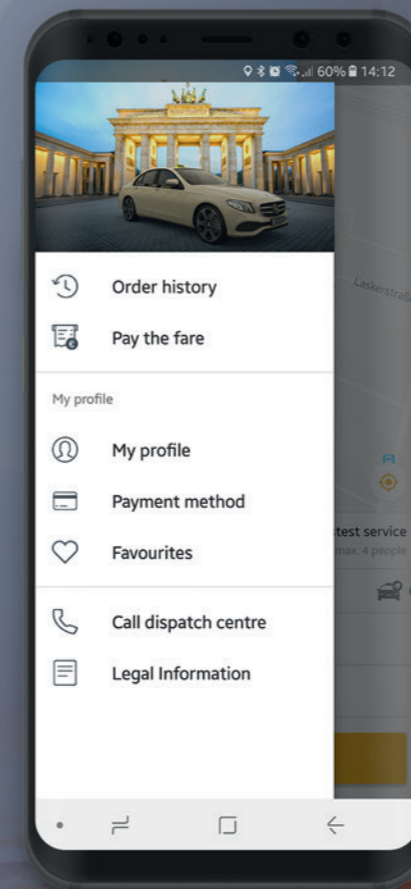 60% 14:12
Order history
Pay the fare
My profile
My profile
Payment method
Favourites
Call dispatch centre
Legal Information
Laskerstraß
test service
max. 4 people